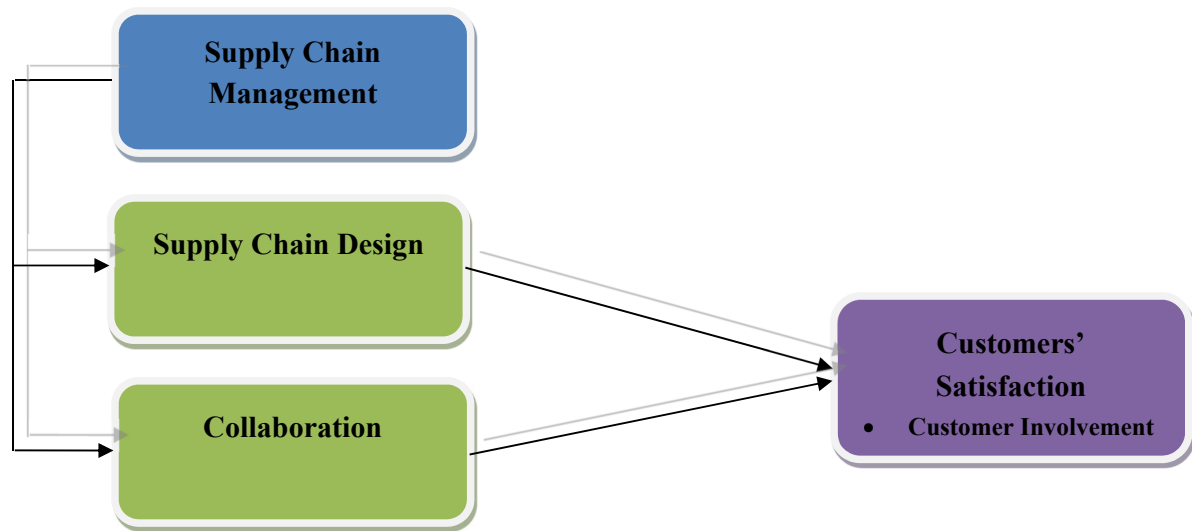 Supply Chain
Management
Supply Chain Design
Collaboration
Customers’
Satisfaction
• Customer Involvement